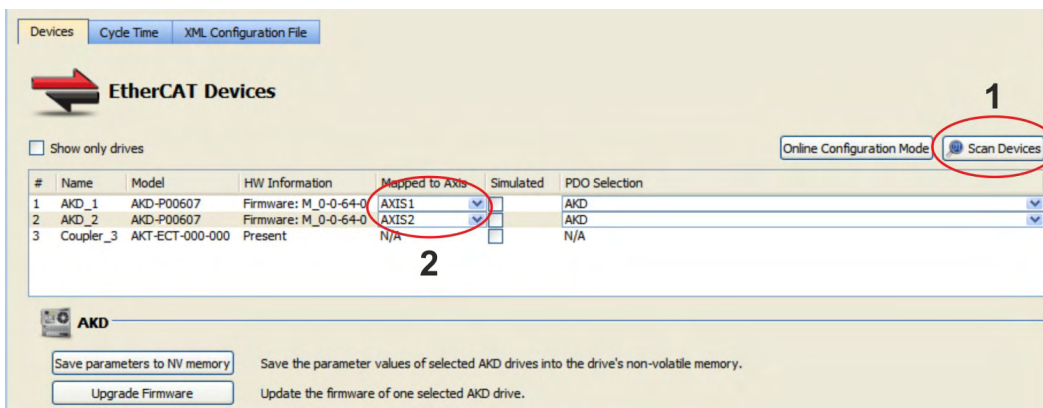 Devices Cycle Time XML Configuration File
EtherCAT Devices
1
Show only drives Online Configuration Mode Scan Devices
# Name Model HW Information Mapped to Axis Simulated PDO Selection
1 AKD_1 AKD-P00607 Firmware: M_0-0-64-0 AXIS1 AKD
2 AKD_2 AKD-P00607 Firmware: M_0-0-64-0 AXIS2 AKD
3 Coupler_3 AKT-ECT-000-000 Present N/A N/A
2
AKD
Save parameters to NV memory Save the parameter values of selected AKD drives into the drive's non-volatile memory.
Upgrade Firmware Update the firmware of one selected AKD drive.